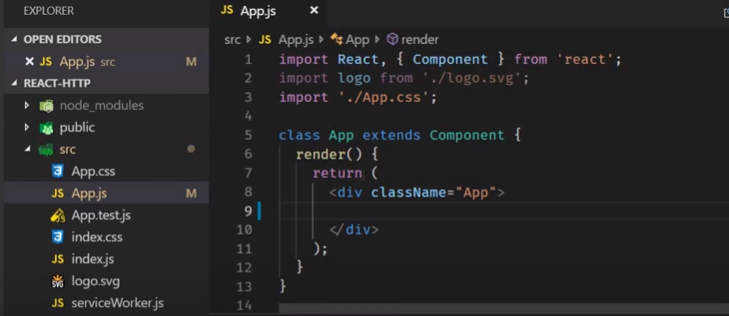 EXPLORER
OPEN EDITORS
JS App.js src M
REACT-HTTP
node_modules
public
src
App.css
JS App.js M
App.test.js
index.css
JS index.js
SVG logo.svg
JS serviceWorker.js
JS App.js
src JS App.js App render
1 import React, { Component } from 'react';
2 import logo from './logo.svg';
3 import './App.css';
4
5 class App extends Component {
6 render() {
7 return (
8 <div className="App">
9
10 </div>
11 );
12 }
13 }
14